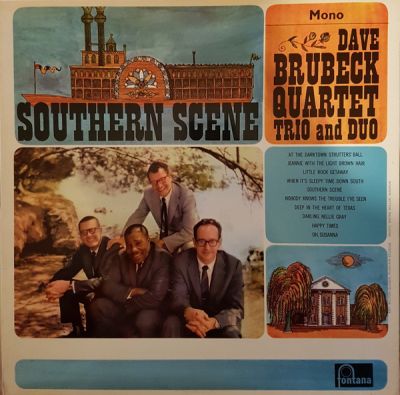 SOUTHERN SCENE
Mono
DAVE
BRUBECK
QUARTET
TRIO and DUO
AT THE DARKTOWN STRUTTERS' BALL
JEANNIE WITH THE LIGHT BROWN HAIR
LITTLE ROCK GETAWAY
WHEN IT'S SLEEPY TIME DOWN SOUTH
SOUTHERN SCENE
NOBODY KNOWS THE TROUBLE I'VE SEEN
DEEP IN THE HEART OF TEXAS
DARLING NELLIE GRAY
HAPPY TIMES
OH, SUSANNA
fontana